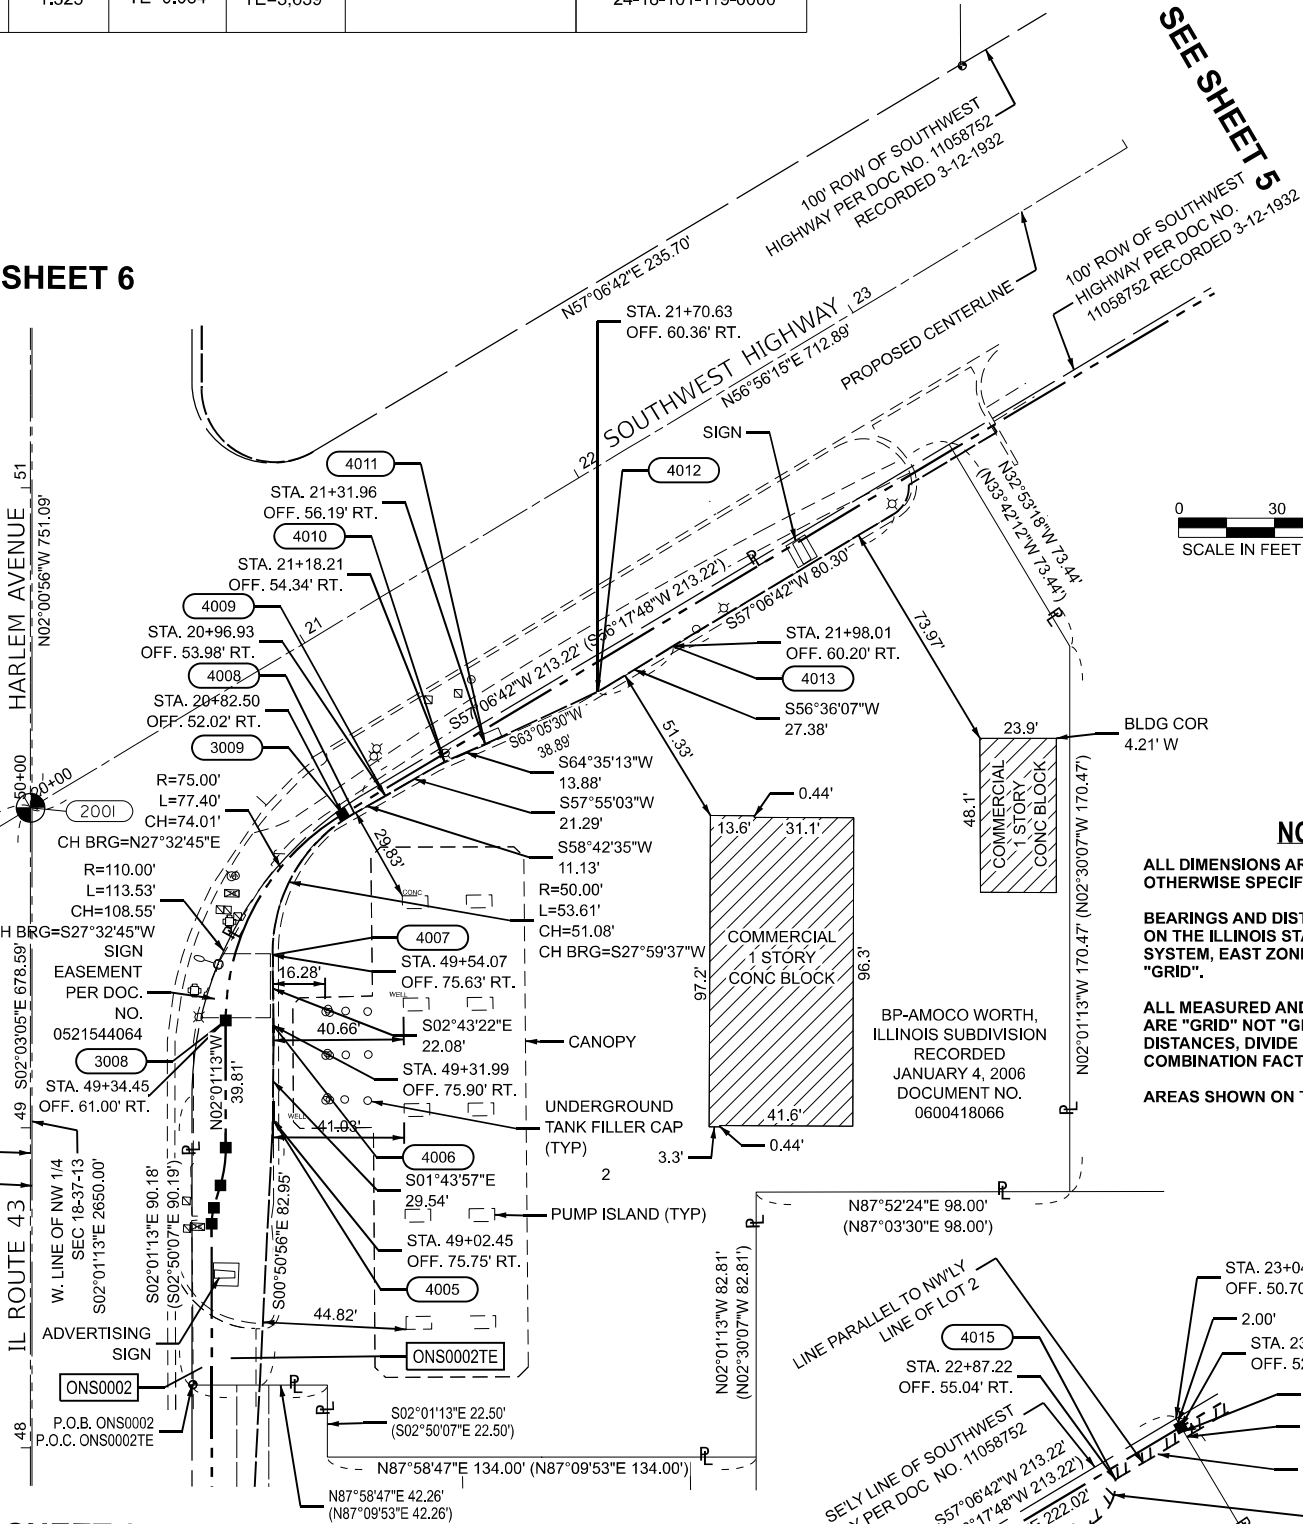 1.325
TE=5,639
24-18-101-119-0000
SEE SHEET 5
100' ROW OF SOUTHWEST
HIGHWAY PER DOC NO. 11058752
RECORDED 3-12-1932
100' ROW OF SOUTHWEST
HIGHWAY PER DOC NO.
11058752 RECORDED 3-12-1932
SHEET 6
N57°06'42"E 235.70'
STA. 21+70.63
OFF. 60.36' RT.
SOUTHWEST HIGHWAY
22
23
N56°56'15"E 712.89'
PROPOSED CENTERLINE
SIGN
4011
4012
STA. 21+31.96
OFF. 56.19' RT.
4010
STA. 21+18.21
OFF. 54.34' RT.
4009
STA. 20+96.93
OFF. 53.98' RT.
4008
STA. 20+82.50
OFF. 52.02' RT.
3009
21
51
HARLEM AVENUE
N02°00'56"W 751.09'
50+00
20+00
2001
N32°53'18"W 73.44'
(N33°42'12"W 73.44')
0
30
SCALE IN FEET
S57°06'42"W 213.22' (S56°17'48"W 213.22')
S57°06'42"W 80.30'
73.97'
STA. 21+98.01
OFF. 60.20' RT.
4013
S56°36'07"W
27.38'
S63°05'30"W
38.89'
51.33'
S64°35'13"W
13.88'
S57°55'03"W
21.29'
S58°42'35"W
11.13'
R=50.00'
L=53.61'
CH=51.08'
CH BRG=S27°59'37"W
R=75.00'
L=77.40'
CH=74.01'
CH BRG=N27°32'45"E
R=110.00'
L=113.53'
CH=108.55'
H BRG=S27°32'45"W
SIGN
EASEMENT
PER DOC.
NO.
0521544064
3008
STA. 49+34.45
OFF. 61.00' RT.
29.83'
CONC
4007
STA. 49+54.07
OFF. 75.63' RT.
16.28'
WELL
S02°43'22"E
22.08'
40.66'
STA. 49+31.99
OFF. 75.90' RT.
CANOPY
UNDERGROUND
TANK FILLER CAP
(TYP)
WELL
41.03'
4006
S01°43'57"E
29.54'
2
PUMP ISLAND (TYP)
STA. 49+02.45
OFF. 75.75' RT.
4005
44.82'
ONS0002TE
N02°01'13"W
39.81'
S00°50'56"E 82.95'
0.44'
13.6'
31.1'
COMMERCIAL
1 STORY
CONC BLOCK
97.2'
96.3'
41.6'
3.3'
0.44'
23.9'
BLDG COR
4.21' W
48.1'
COMMERCIAL
1 STORY
CONC BLOCK
BP-AMOCO WORTH,
ILLINOIS SUBDIVISION
RECORDED
JANUARY 4, 2006
DOCUMENT NO.
0600418066
N02°01'13"W 170.47' (N02°30'07"W 170.47')
NO
ALL DIMENSIONS AR
OTHERWISE SPECIF
BEARINGS AND DIST
ON THE ILLINOIS STA
SYSTEM, EAST ZON
"GRID".
ALL MEASURED AND
ARE "GRID" NOT "G
DISTANCES, DIVIDE
COMBINATION FACT
AREAS SHOWN ON T
49
S02°03'05"E 678.59'
IL ROUTE 43
48
W. LINE OF NW 1/4
SEC 18-37-13
S02°01'13"E 2650.00'
S02°01'13"E 90.18'
(S02°50'07"E 90.19')
ADVERTISING
SIGN
ONS0002
P.O.B. ONS0002
P.O.C. ONS0002TE
S02°01'13"E 22.50'
(S02°50'07"E 22.50')
N87°58'47"E 134.00' (N87°09'53"E 134.00')
N87°58'47"E 42.26'
(N87°09'53"E 42.26')
N02°01'13"W 82.81'
(N02°30'07"W 82.81')
N87°52'24"E 98.00'
(N87°03'30"E 98.00')
LINE PARALLEL TO NW'LY
LINE OF LOT 2
4015
STA. 22+87.22
OFF. 55.04' RT.
STA. 23+04
OFF. 50.70
2.00'
STA. 23
OFF. 52
SE'LY LINE OF SOUTHWEST
Y PER DOC NO. 11058752
S57°06'42"W 213.22'
°17'48"W 213.22')
E 222.02'